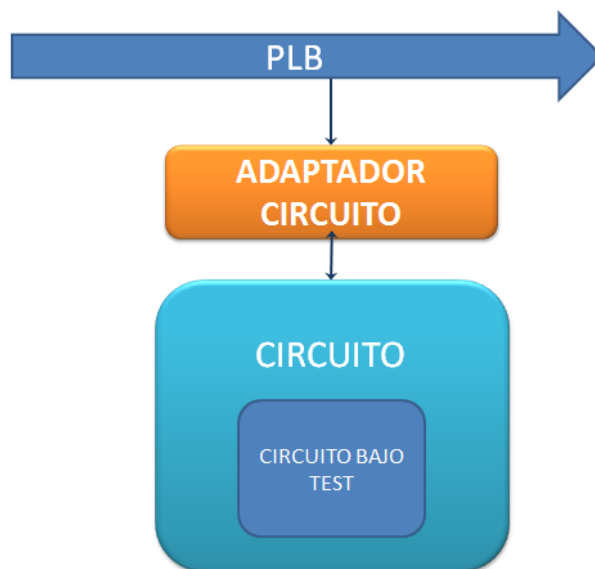 PLB
ADAPTADOR
CIRCUITO
CIRCUITO
CIRCUITO BAJO
TEST